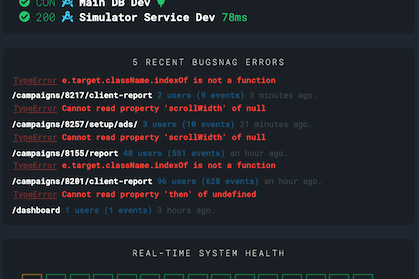 CON Main DB Dev
200 Simulator Service Dev 78ms
5 RECENT BUGSNAG ERRORS
TypeError e.target.className.indexOf is not a function
/campaigns/8217/client-report 2 users (9 events) 3 minutes ago.
TypeError Cannot read property 'scrollWidth' of null
/campaigns/8257/setup/ads/ 3 users (10 events) 21 minutes ago.
TypeError Cannot read property 'scrollWidth' of null
/campaigns/8155/report 40 users (551 events) an hour ago.
TypeError e.target.className.indexOf is not a function
/campaigns/8201/client-report 96 users (628 events) an hour ago.
TypeError Cannot read property 'then' of undefined
/dashboard 1 users (1 events) 3 hours ago.
REAL-TIME SYSTEM HEALTH